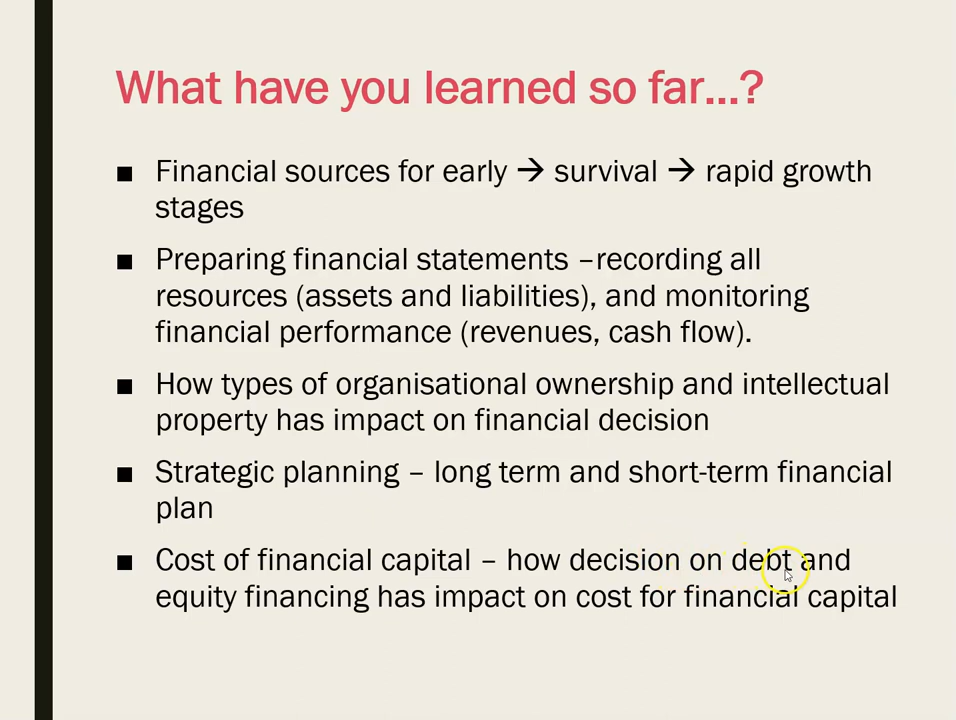 What have you learned so far...?
■ Financial sources for early → survival → rapid growth
stages
■ Preparing financial statements –recording all
resources (assets and liabilities), and monitoring
financial performance (revenues, cash flow).
■ How types of organisational ownership and intellectual
property has impact on financial decision
■ Strategic planning – long term and short-term financial
plan
■ Cost of financial capital – how decision on debt and
equity financing has impact on cost for financial capital